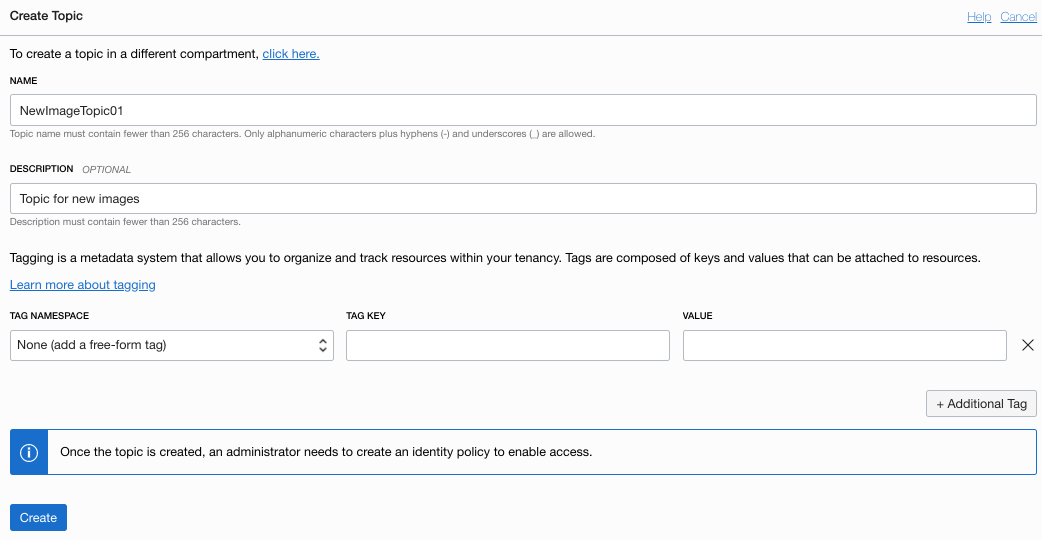 Create Topic
Help Cancel
To create a topic in a different compartment, click here.
NAME
NewImageTopic01
Topic name must contain fewer than 256 characters. Only alphanumeric characters plus hyphens (-) and underscores (_) are allowed.
DESCRIPTION OPTIONAL
Topic for new images
Description must contain fewer than 256 characters.
Tagging is a metadata system that allows you to organize and track resources within your tenancy. Tags are composed of keys and values that can be attached to resources.
Learn more about tagging
TAG NAMESPACE TAG KEY VALUE
None (add a free-form tag)
+ Additional Tag
Once the topic is created, an administrator needs to create an identity policy to enable access.
Create